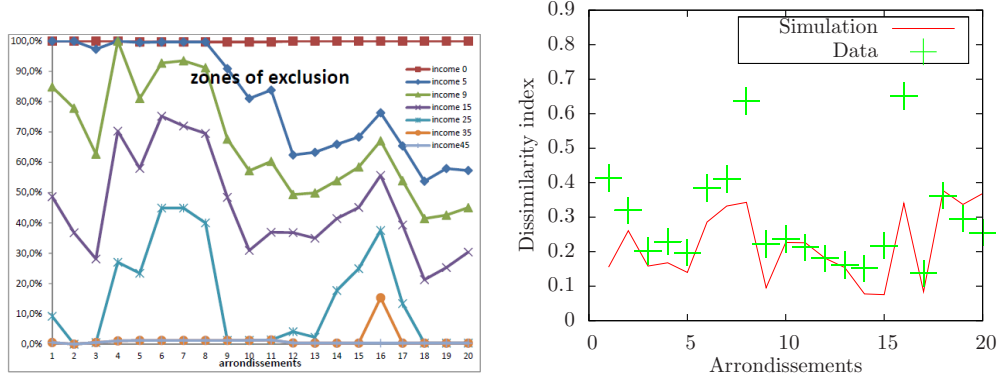 100,0%
90,0%
80,0%
70,0%
60,0%
50,0%
40,0%
30,0%
20,0%
10,0%
0,0%
zones of exclusion
income 0
income 5
income 9
income 15
income 25
income 35
income45
1 2 3 4 5 6 7 8 9 10 11 12 13 14 15 16 17 18 19 20
arrondissements
0.9
0.8
0.7
0.6
0.5
0.4
0.3
0.2
0.1
0
Dissimilarity index
Simulation
Data
0 5 10 15 20
Arrondissements